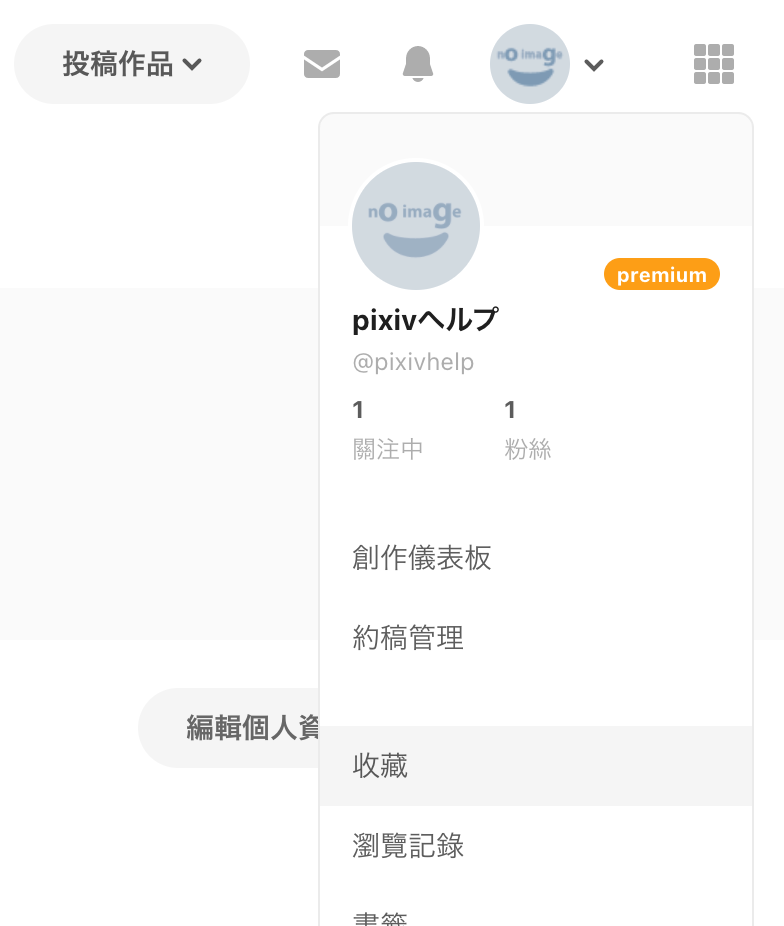 投稿作品
no image
no image
premium
pixivヘルプ
@pixivhelp
1 1
關注中 粉絲
創作儀表板
約稿管理
編輯個人資
收藏
瀏覽記錄
書籤